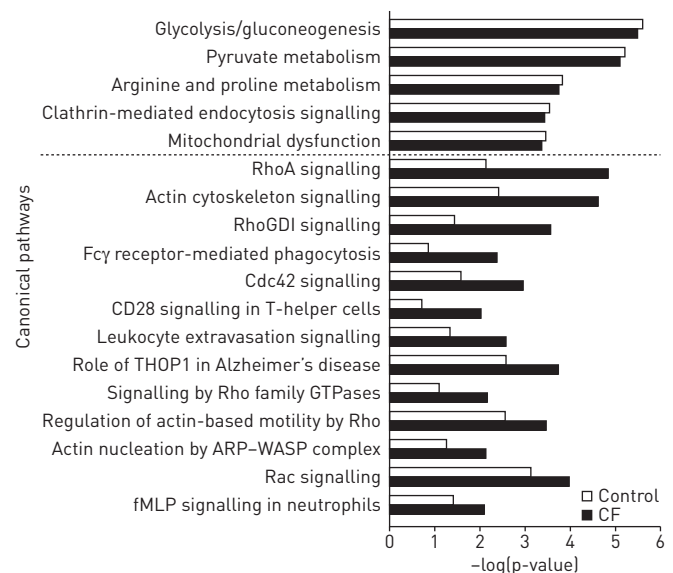 Glycolysis/gluconeogenesis
Pyruvate metabolism
Arginine and proline metabolism
Clathrin-mediated endocytosis signalling
Mitochondrial dysfunction
RhoA signalling
Actin cytoskeleton signalling
RhoGDI signalling
Fcγ receptor-mediated phagocytosis
Cdc42 signalling
CD28 signalling in T-helper cells
Leukocyte extravasation signalling
Role of THOP1 in Alzheimer's disease
Signalling by Rho family GTPases
Regulation of actin-based motility by Rho
Actin nucleation by ARP–WASP complex
Rac signalling
fMLP signalling in neutrophils
Canonical pathways
Control
CF
0 1 2 3 4 5 6
–log(p-value)